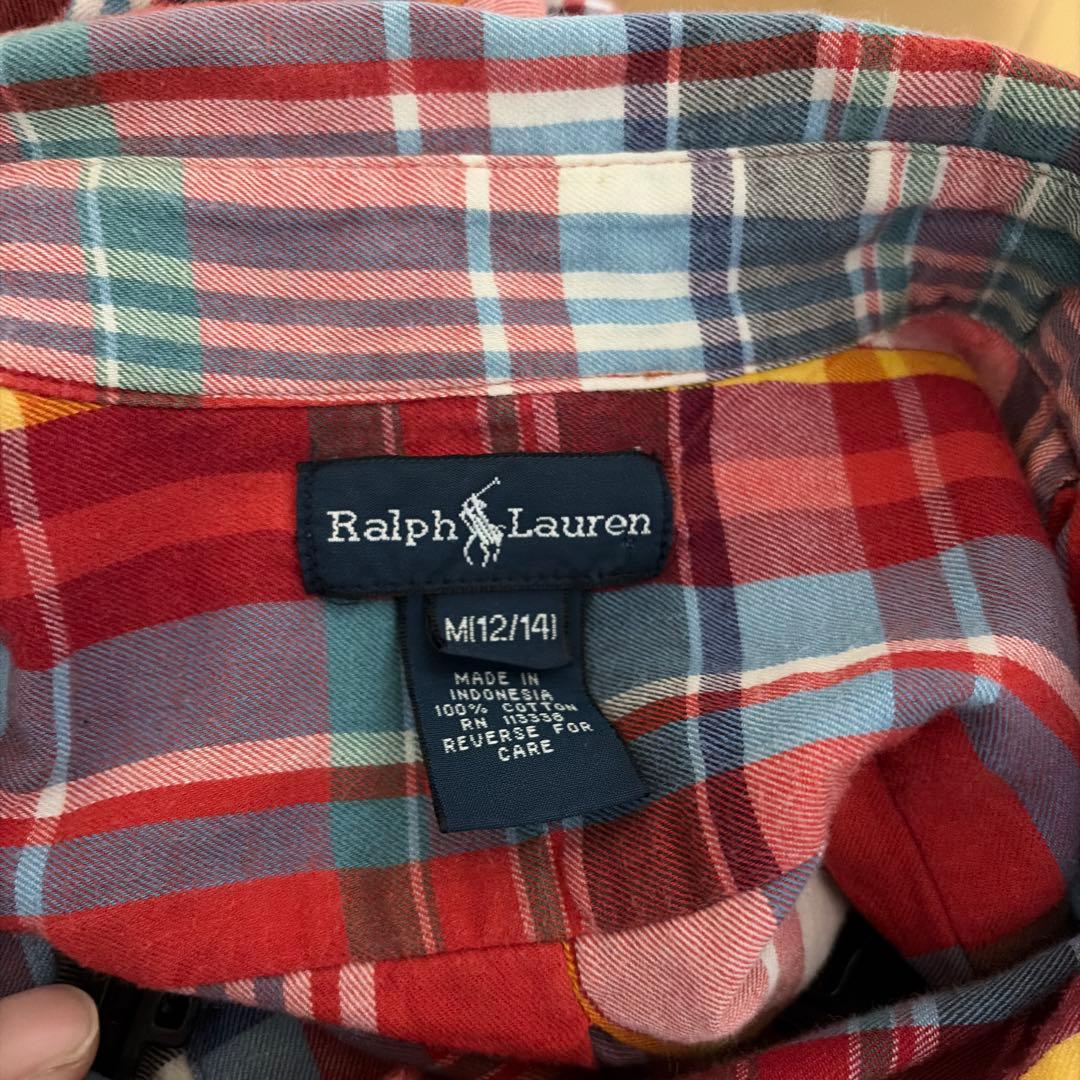 Ralph Lauren
M(12/14)
MADE IN
INDONESIA
100% COTTON
RN 113338
REVERSE FOR
CARE